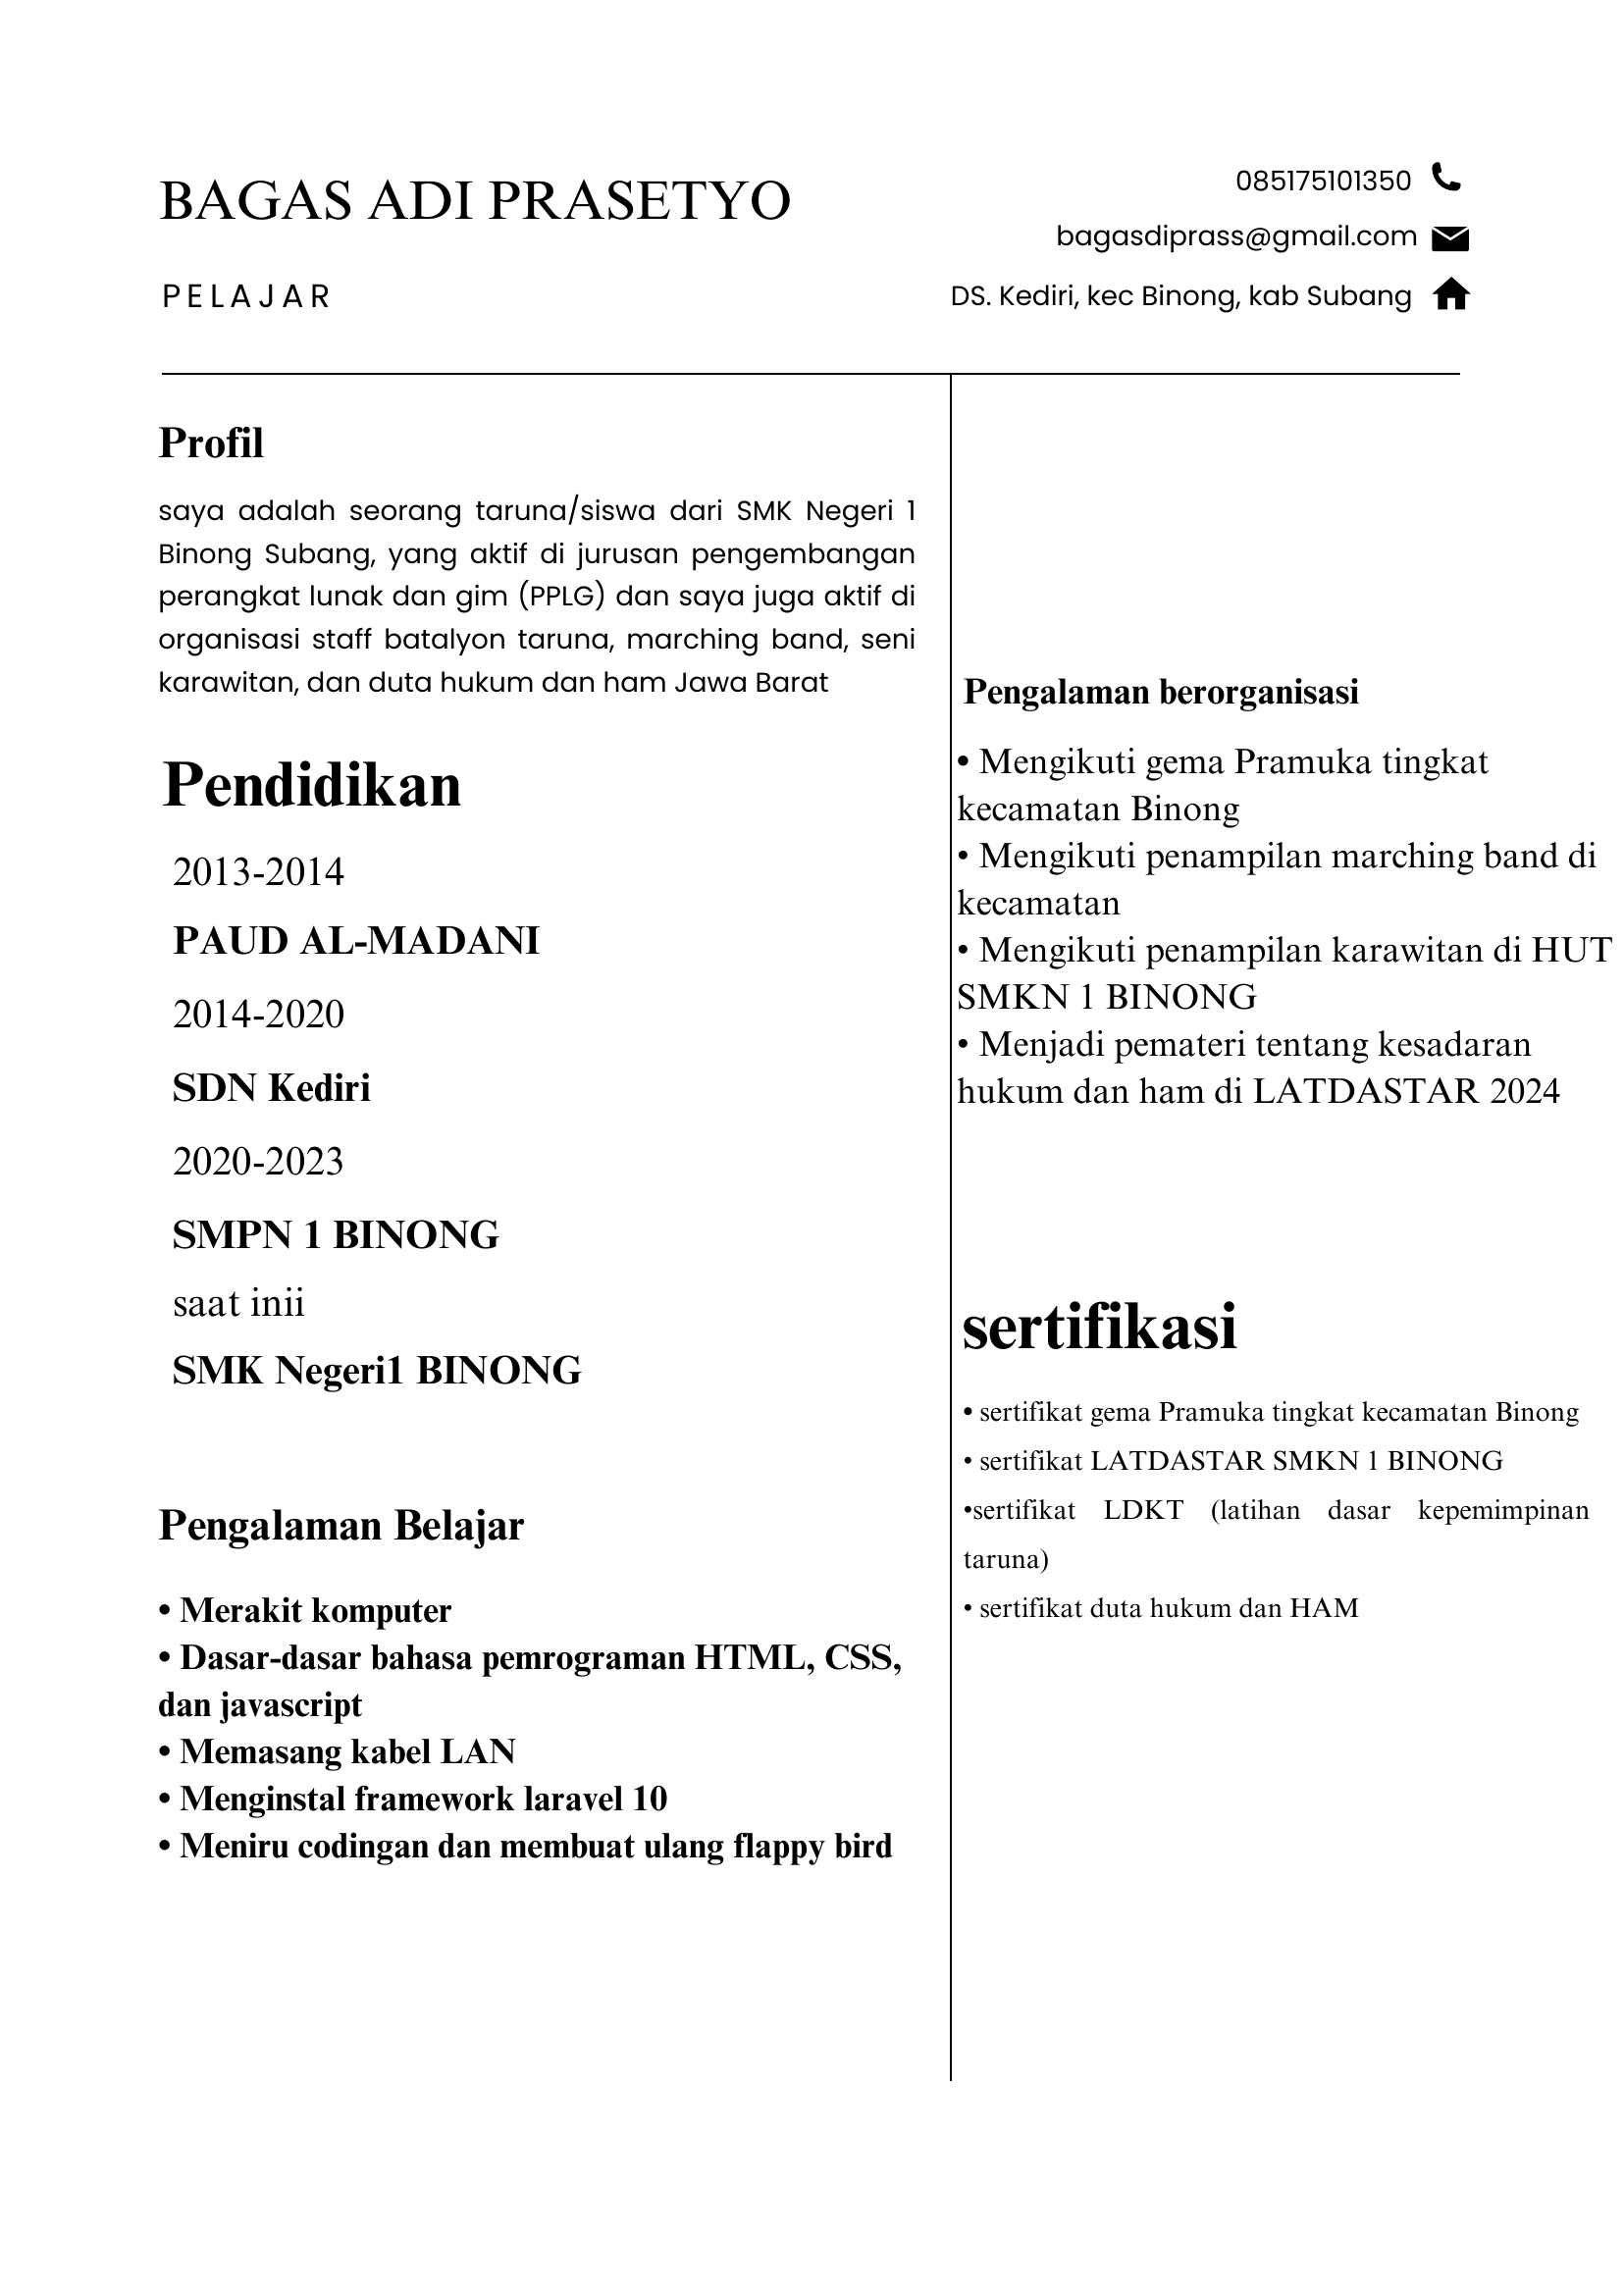 BAGAS ADI PRASETYO
PELAJAR
085175101350
bagasdiprass@gmail.com
DS. Kediri, kec Binong, kab Subang
Profil
saya adalah seorang taruna/siswa dari SMK Negeri 1
Binong Subang, yang aktif di jurusan pengembangan
perangkat lunak dan gim (PPLG) dan saya juga aktif di
organisasi staff batalyon taruna, marching band, seni
karawitan, dan duta hukum dan ham Jawa Barat
Pendidikan
2013-2014
PAUD AL-MADANI
2014-2020
SDN Kediri
2020-2023
SMPN 1 BINONG
saat inii
SMK Negeri1 BINONG
Pengalaman Belajar
• Merakit komputer
• Dasar-dasar bahasa pemrograman HTML, CSS,
dan javascript
• Memasang kabel LAN
• Menginstal framework laravel 10
• Meniru codingan dan membuat ulang flappy bird
Pengalaman berorganisasi
• Mengikuti gema Pramuka tingkat
kecamatan Binong
• Mengikuti penampilan marching band di
kecamatan
• Mengikuti penampilan karawitan di HUT
SMKN 1 BINONG
• Menjadi pemateri tentang kesadaran
hukum dan ham di LATDASTAR 2024
sertifikasi
• sertifikat gema Pramuka tingkat kecamatan Binong
• sertifikat LATDASTAR SMKN 1 BINONG
•sertifikat LDKT (latihan dasar kepemimpinan
taruna)
• sertifikat duta hukum dan HAM